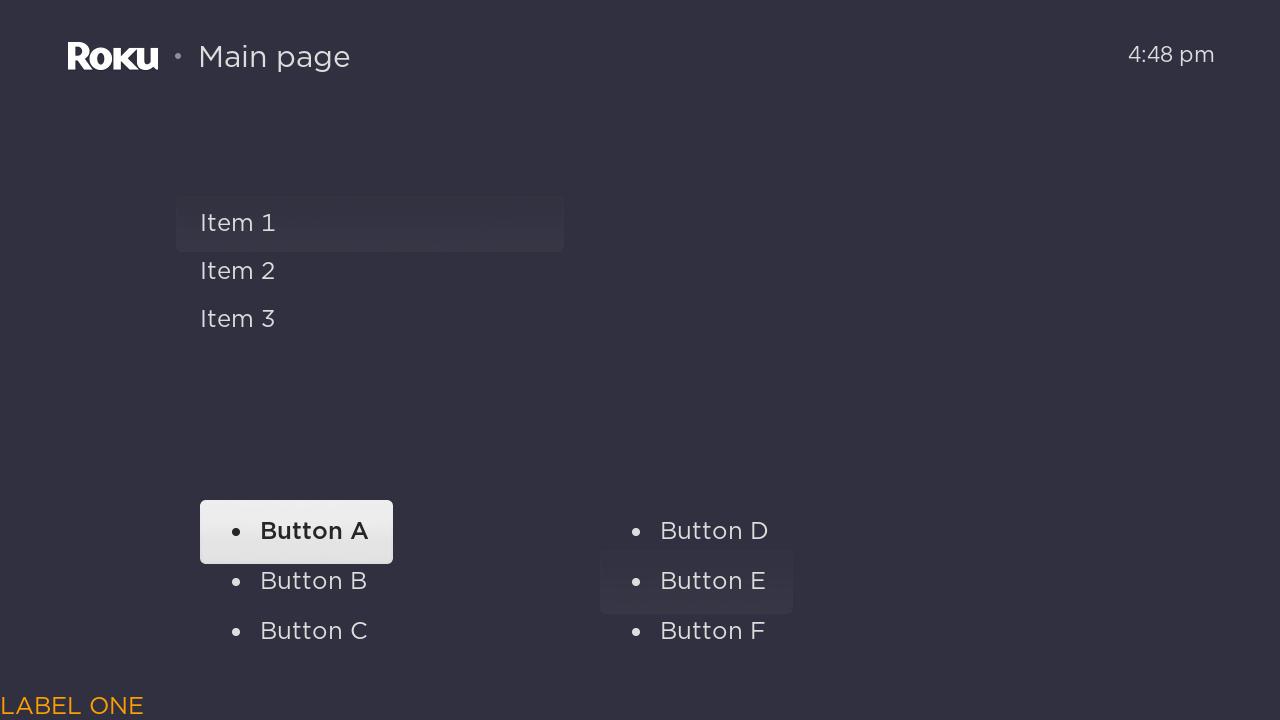 Roku • Main page
4:48 pm
Item 1
Item 2
Item 3
• Button A
• Button B
• Button C
• Button D
• Button E
• Button F
LABEL ONE